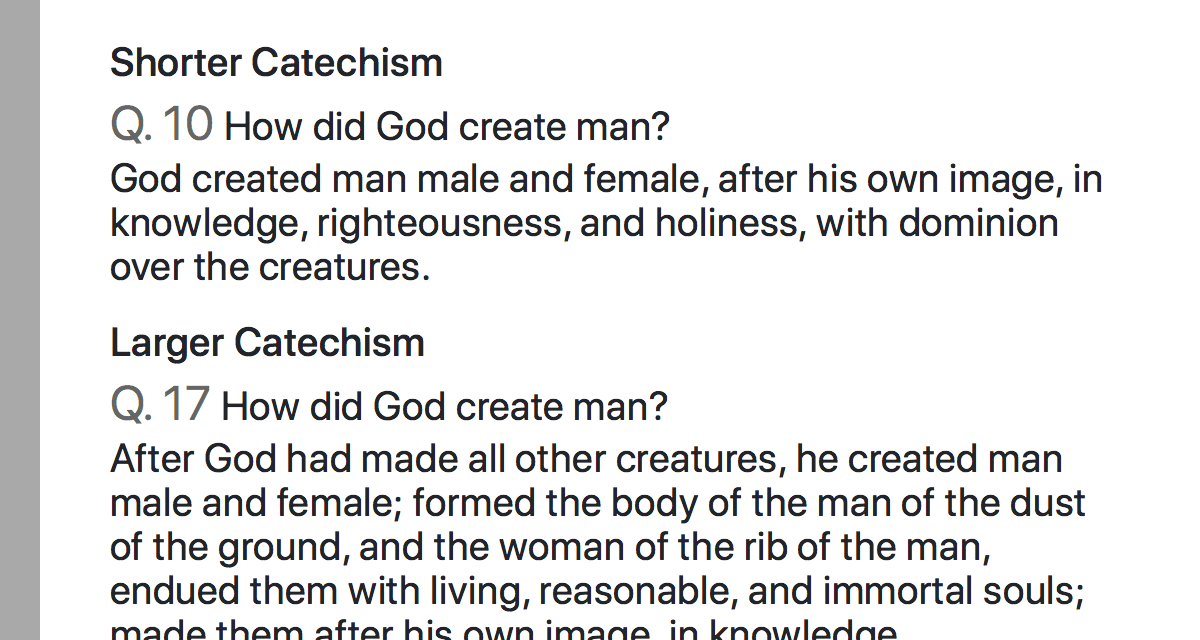 Shorter Catechism
Q. 10 How did God create man?
God created man male and female, after his own image, in
knowledge, righteousness, and holiness, with dominion
over the creatures.
Larger Catechism
Q. 17 How did God create man?
After God had made all other creatures, he created man
male and female; formed the body of the man of the dust
of the ground, and the woman of the rib of the man,
endued them with living, reasonable, and immortal souls;
made them after his own image, in knowledge,